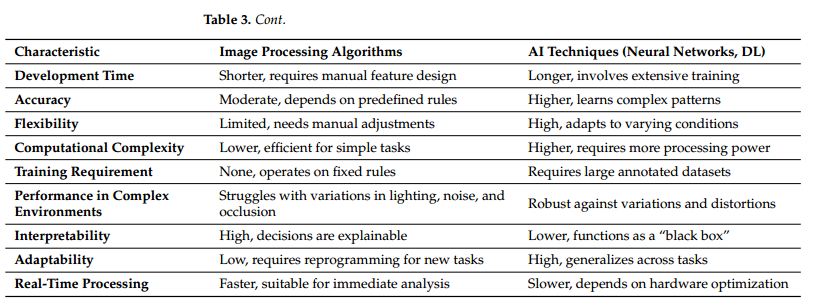 Table 3. Cont.
Characteristic Image Processing Algorithms AI Techniques (Neural Networks, DL)
Development Time Shorter, requires manual feature design Longer, involves extensive training
Accuracy Moderate, depends on predefined rules Higher, learns complex patterns
Flexibility Limited, needs manual adjustments High, adapts to varying conditions
Computational Complexity Lower, efficient for simple tasks Higher, requires more processing power
Training Requirement None, operates on fixed rules Requires large annotated datasets
Performance in Complex Environments Struggles with variations in lighting, noise, and occlusion Robust against variations and distortions
Interpretability High, decisions are explainable Lower, functions as a “black box”
Adaptability Low, requires reprogramming for new tasks High, generalizes across tasks
Real-Time Processing Faster, suitable for immediate analysis Slower, depends on hardware optimization